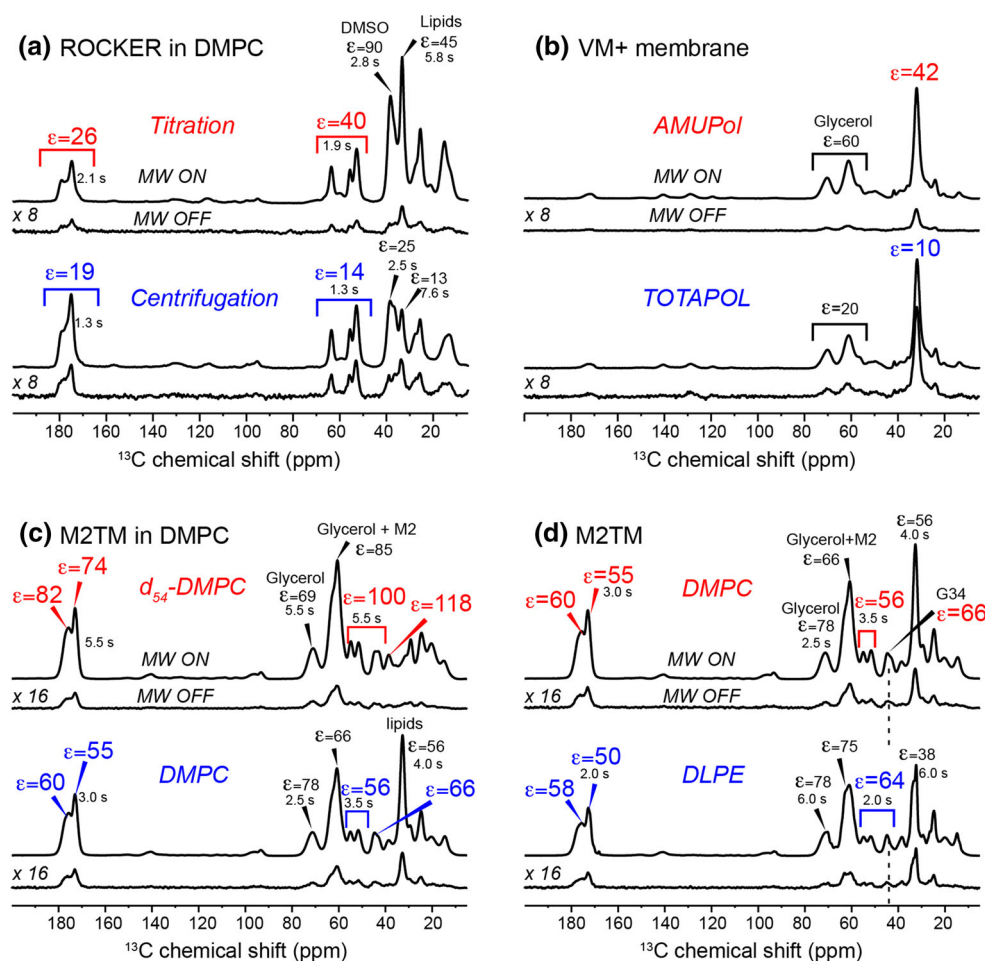 (a) ROCKER in DMPC
DMSO
ε=90
2.8 s
Lipids
ε=45
5.8 s
ε=26
2.1 s
Titration
ε=40
1.9 s
MW ON
x 8
MW OFF
ε=19
1.3 s
Centrifugation
ε=14
1.3 s
ε=25
2.5 s
ε=13
7.6 s
x 8
180 160 140 120 100 80 60 40 20
¹³C chemical shift (ppm)
(b) VM+ membrane
AMUPol
Glycerol
ε=60
ε=42
MW ON
x 8
MW OFF
TOTAPOL
ε=20
ε=10
x 8
180 160 140 120 100 80 60 40 20
¹³C chemical shift (ppm)
(c) M2TM in DMPC
ε=82
ε=74
5.5 s
d₅₄-DMPC
Glycerol + M2
ε=85
Glycerol
ε=69
5.5 s
ε=100
5.5 s
ε=118
MW ON
x 16
MW OFF
ε=60
ε=55
3.0 s
DMPC
ε=66
ε=78
2.5 s
ε=56
3.5 s
lipids
ε=56
4.0 s
ε=66
x 16
180 160 140 120 100 80 60 40 20
¹³C chemical shift (ppm)
(d) M2TM
ε=60
ε=55
3.0 s
DMPC
Glycerol+M2
ε=66
Glycerol
ε=78
2.5 s
ε=56
3.5 s
ε=56
4.0 s
G34
ε=66
MW ON
x 16
MW OFF
ε=58
ε=50
2.0 s
DLPE
ε=75
ε=78
6.0 s
ε=64
2.0 s
ε=38
6.0 s
x 16
180 160 140 120 100 80 60 40 20
¹³C chemical shift (ppm)